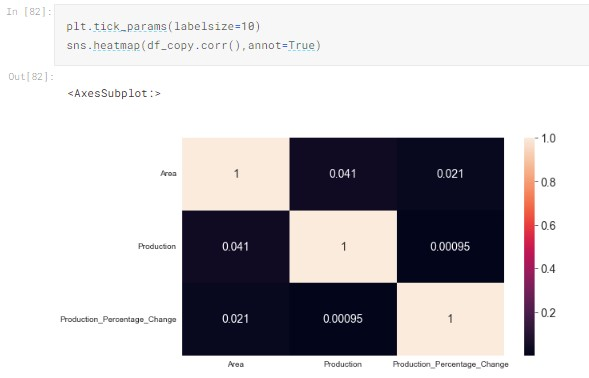 In [82]:
plt.tick_params(labelsize=10)
sns.heatmap(df_copy.corr(),annot=True)
Out[82]:
<AxesSubplot:>
1.0
Area 1 0.041 0.021
0.8
0.6
Production 0.041 1 0.00095
0.4
Production_Percentage_Change 0.021 0.00095 1
0.2
Area Production Production_Percentage_Change